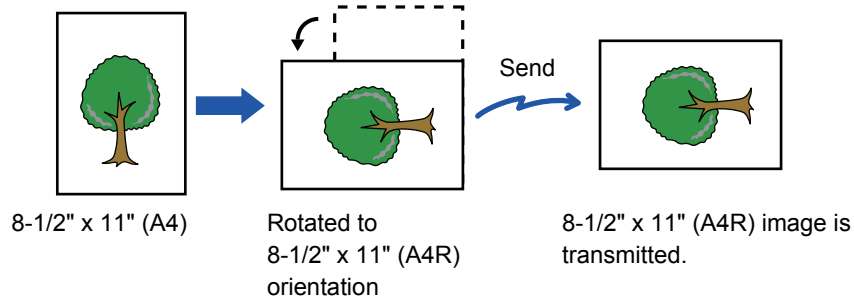 Send
8-1/2" x 11" (A4)
Rotated to
8-1/2" x 11" (A4R)
orientation
8-1/2" x 11" (A4R) image is
transmitted.